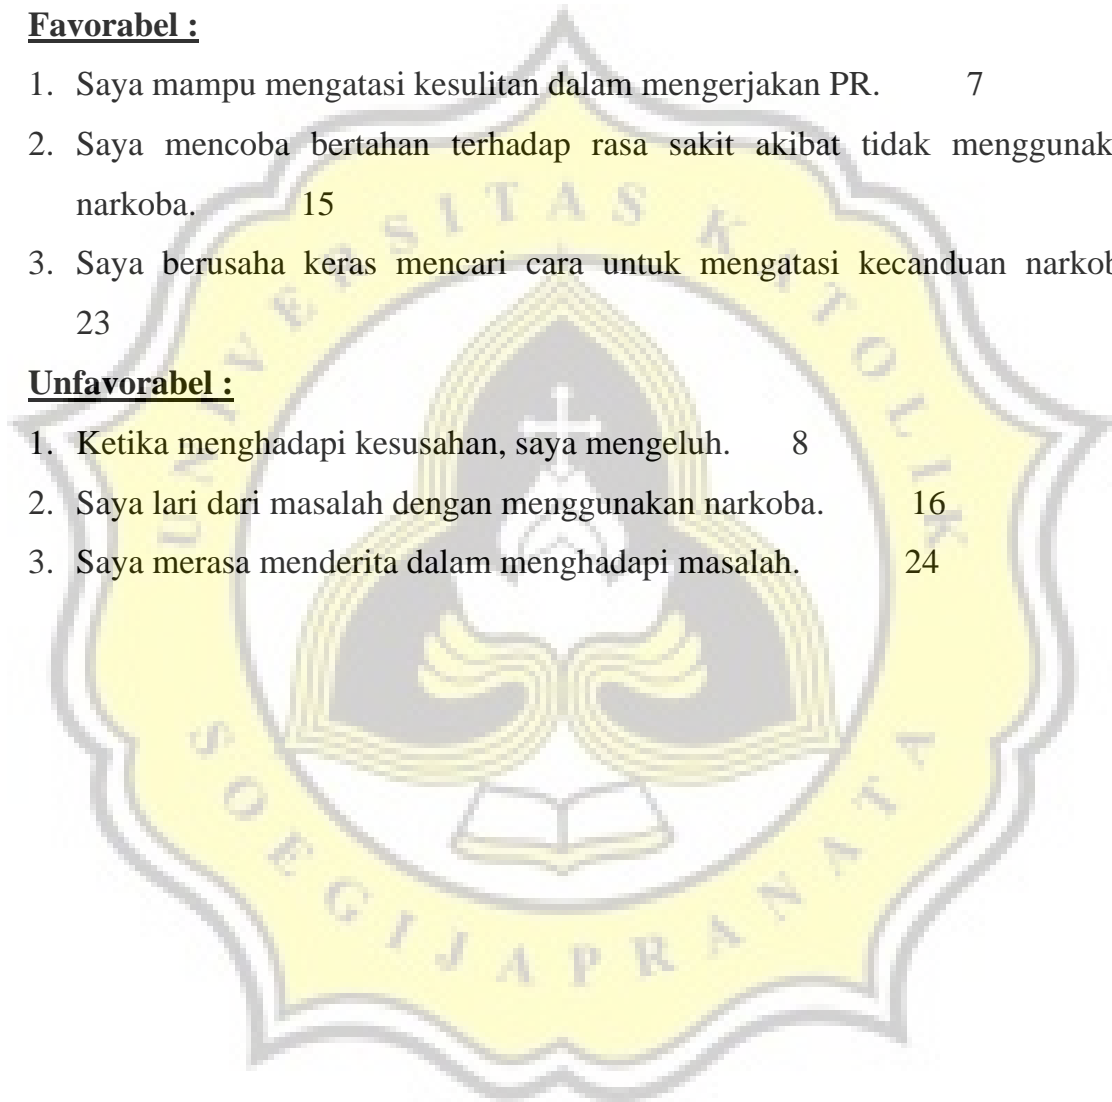 Favorabel :
1. Saya mampu mengatasi kesulitan dalam mengerjakan PR. 7
2. Saya mencoba bertahan terhadap rasa sakit akibat tidak menggunak
narkoba. 15
3. Saya berusaha keras mencari cara untuk mengatasi kecanduan narkob
23
Unfavorabel :
1. Ketika menghadapi kesusahan, saya mengeluh. 8
2. Saya lari dari masalah dengan menggunakan narkoba. 16
3. Saya merasa menderita dalam menghadapi masalah. 24
UNIVERSITAS KATOLIK
SOEGIJAPRANATA